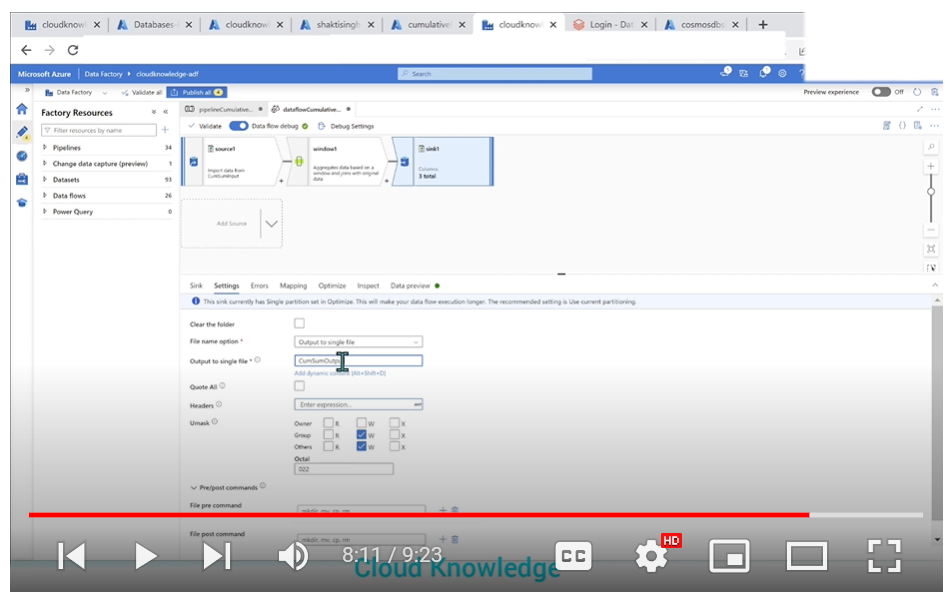 cloudknowl
Databases-
cloudknowl
shaktisingh
cumulative
cloudknowl
Login - Dat
cosmosdb
Microsoft Azure
Data Factory
cloudknowledge-adf
Search
Data Factory
Validate all
Publish all
4
Preview experience
Off
Factory Resources
Filter resources by name
Pipelines 34
Change data capture (preview) 1
Datasets 93
Data flows 26
Power Query 0
pipelineCumulative...
dataflowCumulative...
Validate
Data flow debug
Debug Settings
source1
Import data from
CumSumInput
window1
Aggregates data based on a
window and joins with original
data
sink1
Columns:
3 total
Add Source
Sink Settings Errors Mapping Optimize Inspect Data preview
This sink currently has Single partition set in Optimize. This will make your data flow execution longer. The recommended setting is Use current partitioning.
Clear the folder
File name option *
Output to single file
Output to single file *
CumSumOutp
Add dynamic content [Alt+Shift+D]
Quote All
Headers
Enter expression...
Umask
Owner R W X
Group R W X
Others R W X
Octal
022
Pre/post commands
File pre command
mkdir, mv, cp, rm
File post command
mkdir, mv, cp, rm
8:11 / 9:23
CC
HD
Cloud Knowledge